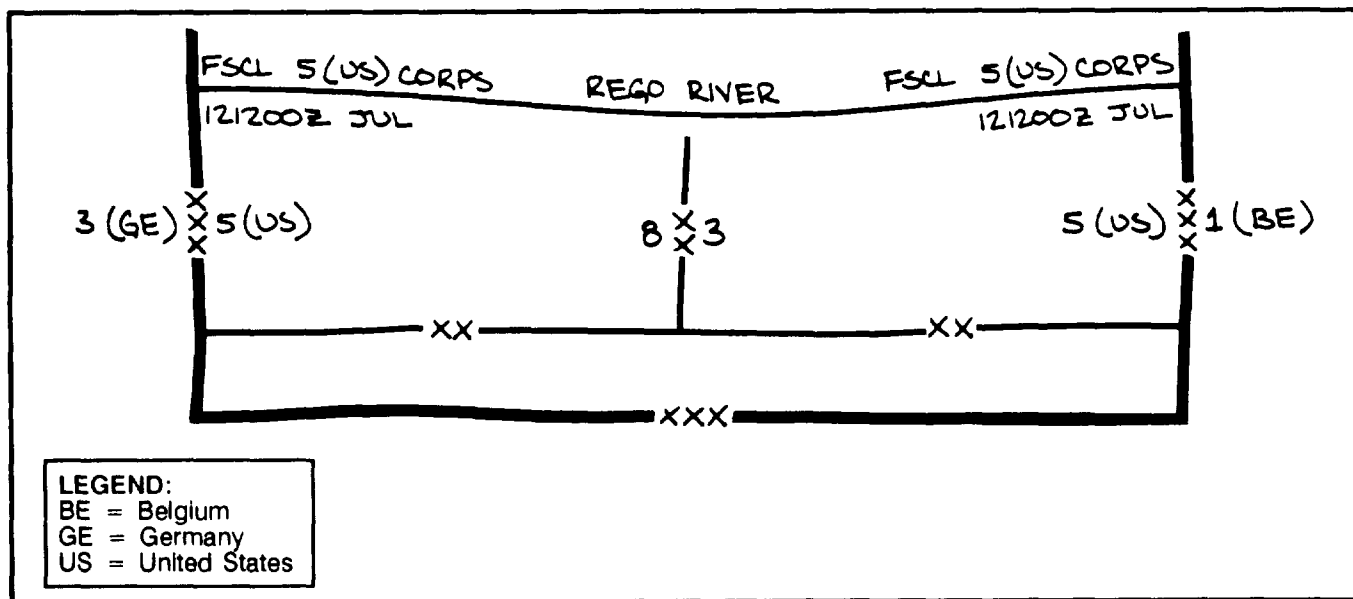 FSCL 5(US) CORPS REGO RIVER FSCL 5(US) CORPS
121200Z JUL 121200Z JUL
3 (GE) XXX 5(US) 8 XX 3 5(US) XXX 1(BE)
XX XX
XXX
LEGEND:
BE = Belgium
GE = Germany
US = United States